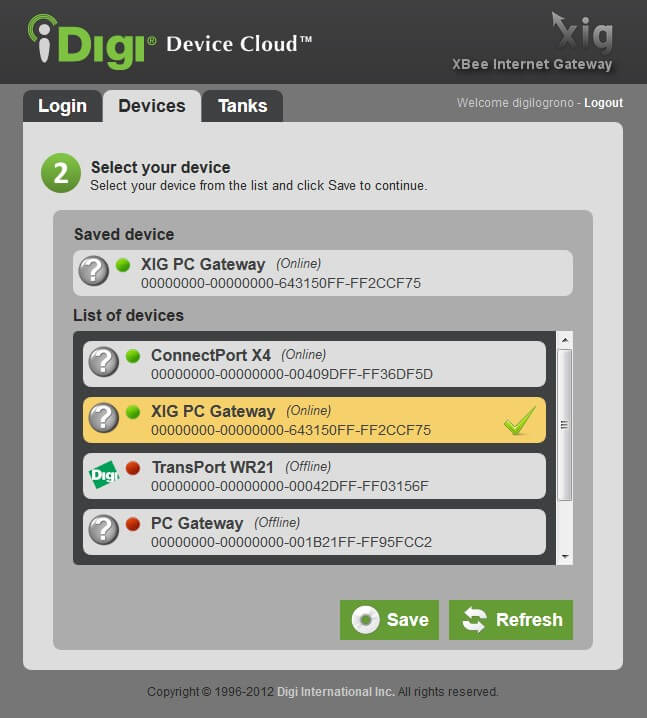 iDigi® Device Cloud™
xig
XBee Internet Gateway
Login
Devices
Tanks
Welcome digilogrono - Logout
2
Select your device
Select your device from the list and click Save to continue.
Saved device
? XIG PC Gateway (Online)
00000000-00000000-643150FF-FF2CCF75
List of devices
? ConnectPort X4 (Online)
00000000-00000000-00409DFF-FF36DF5D
? XIG PC Gateway (Online)
00000000-00000000-643150FF-FF2CCF75
Digi TransPort WR21 (Offline)
00000000-00000000-00042DFF-FF03156F
? PC Gateway (Offline)
00000000-00000000-001B21FF-FF95FCC2
Save
Refresh
Copyright © 1996-2012 Digi International Inc. All rights reserved.